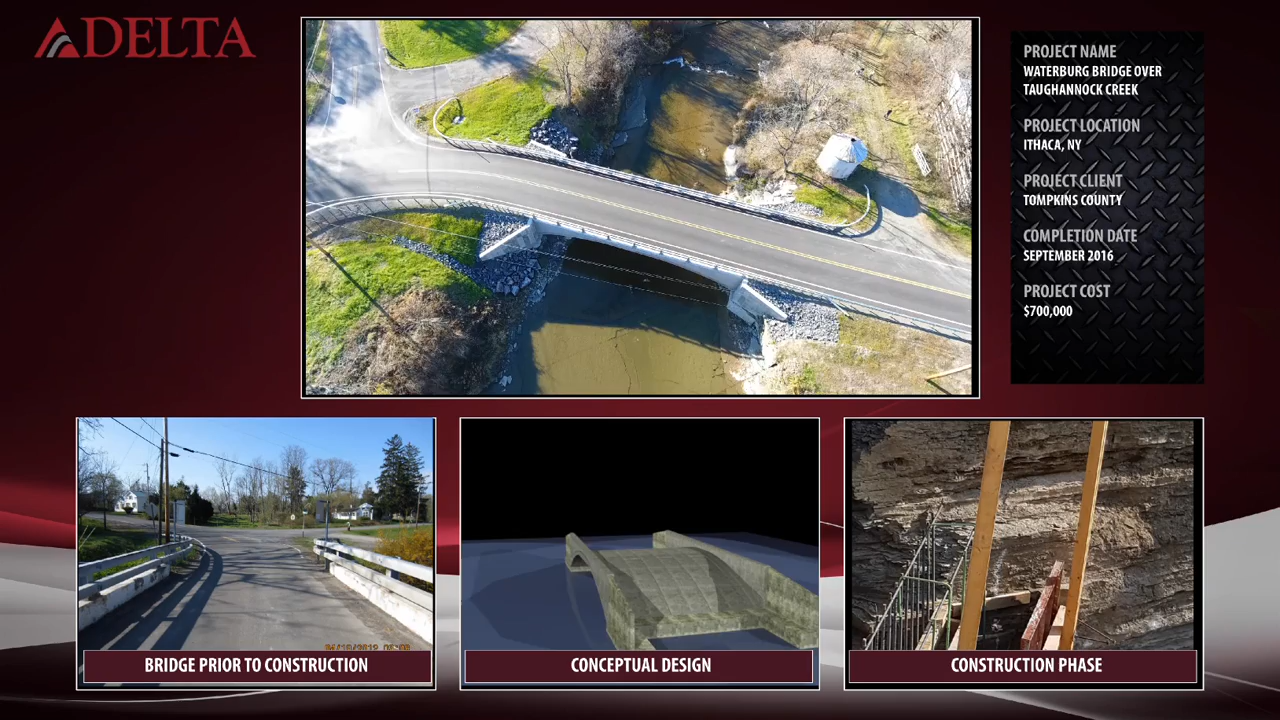 DELTA
PROJECT NAME
WATERBURG BRIDGE OVER
TAUGHANNOCK CREEK
PROJECT LOCATION
ITHACA, NY
PROJECT CLIENT
TOMPKINS COUNTY
COMPLETION DATE
SEPTEMBER 2016
PROJECT COST
$700,000
BRIDGE PRIOR TO CONSTRUCTION
CONCEPTUAL DESIGN
CONSTRUCTION PHASE